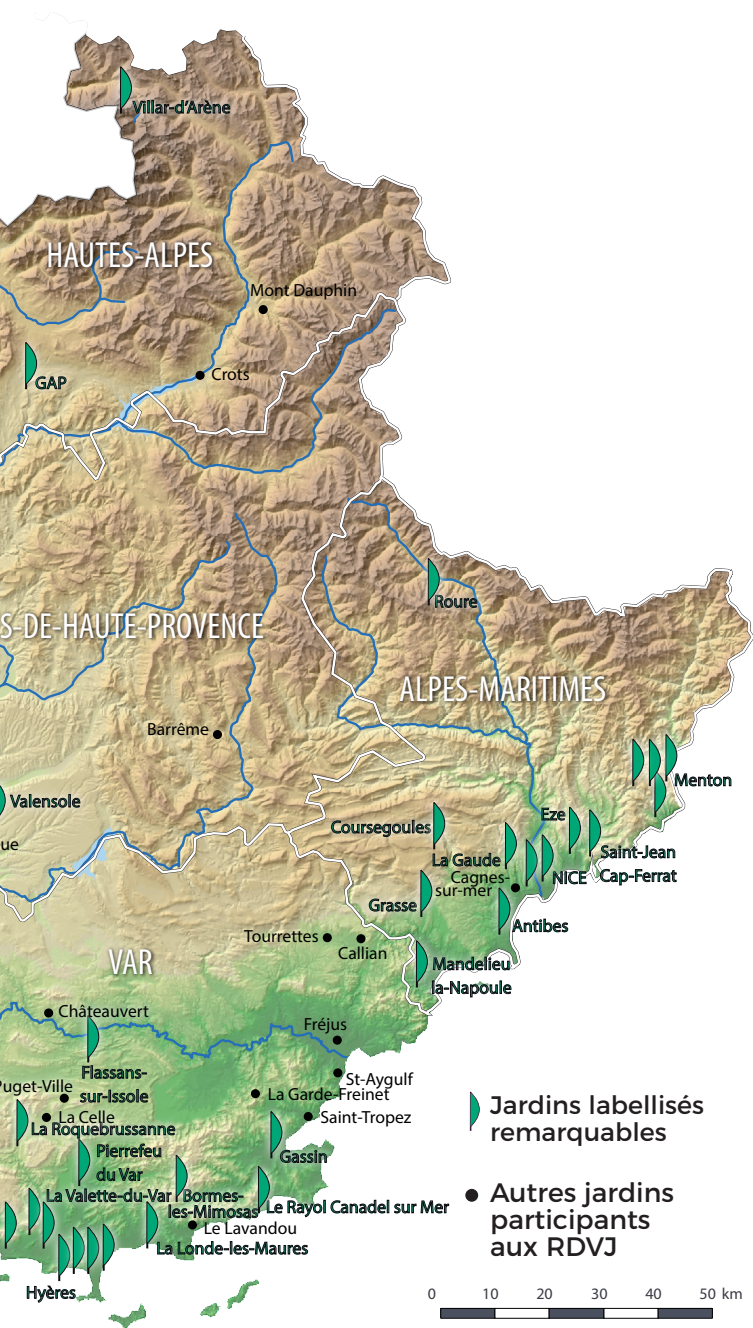 Villar-d'Arène
HAUTES-ALPES
Mont Dauphin
GAP
Crots
Roure
S-DE-HAUTE-PROVENCE
ALPES-MARITIMES
Barrême
Menton
Valensole
Eze
Coursegoules
ue
La Gaude
Saint-Jean
Cap-Ferrat
Cagnes-
sur-mer
NICE
Grasse
Antibes
Tourrettes
Callian
VAR
Mandelieu
la-Napoule
Châteauvert
Fréjus
Flassans-
sur-Issole
St-Aygulf
Puget-Ville
La Garde-Freinet
La Celle
Saint-Tropez
La Roquebrussanne
Gassin
Pierrefeu
du Var
La Valette-du-Var
Bormes-
les-Mimosas
Le Rayol Canadel sur Mer
Le Lavandou
La Londe-les-Maures
Hyères
Jardins labellisés
remarquables
Autres jardins
participants
aux RDVJ
0 10 20 30 40 50 km